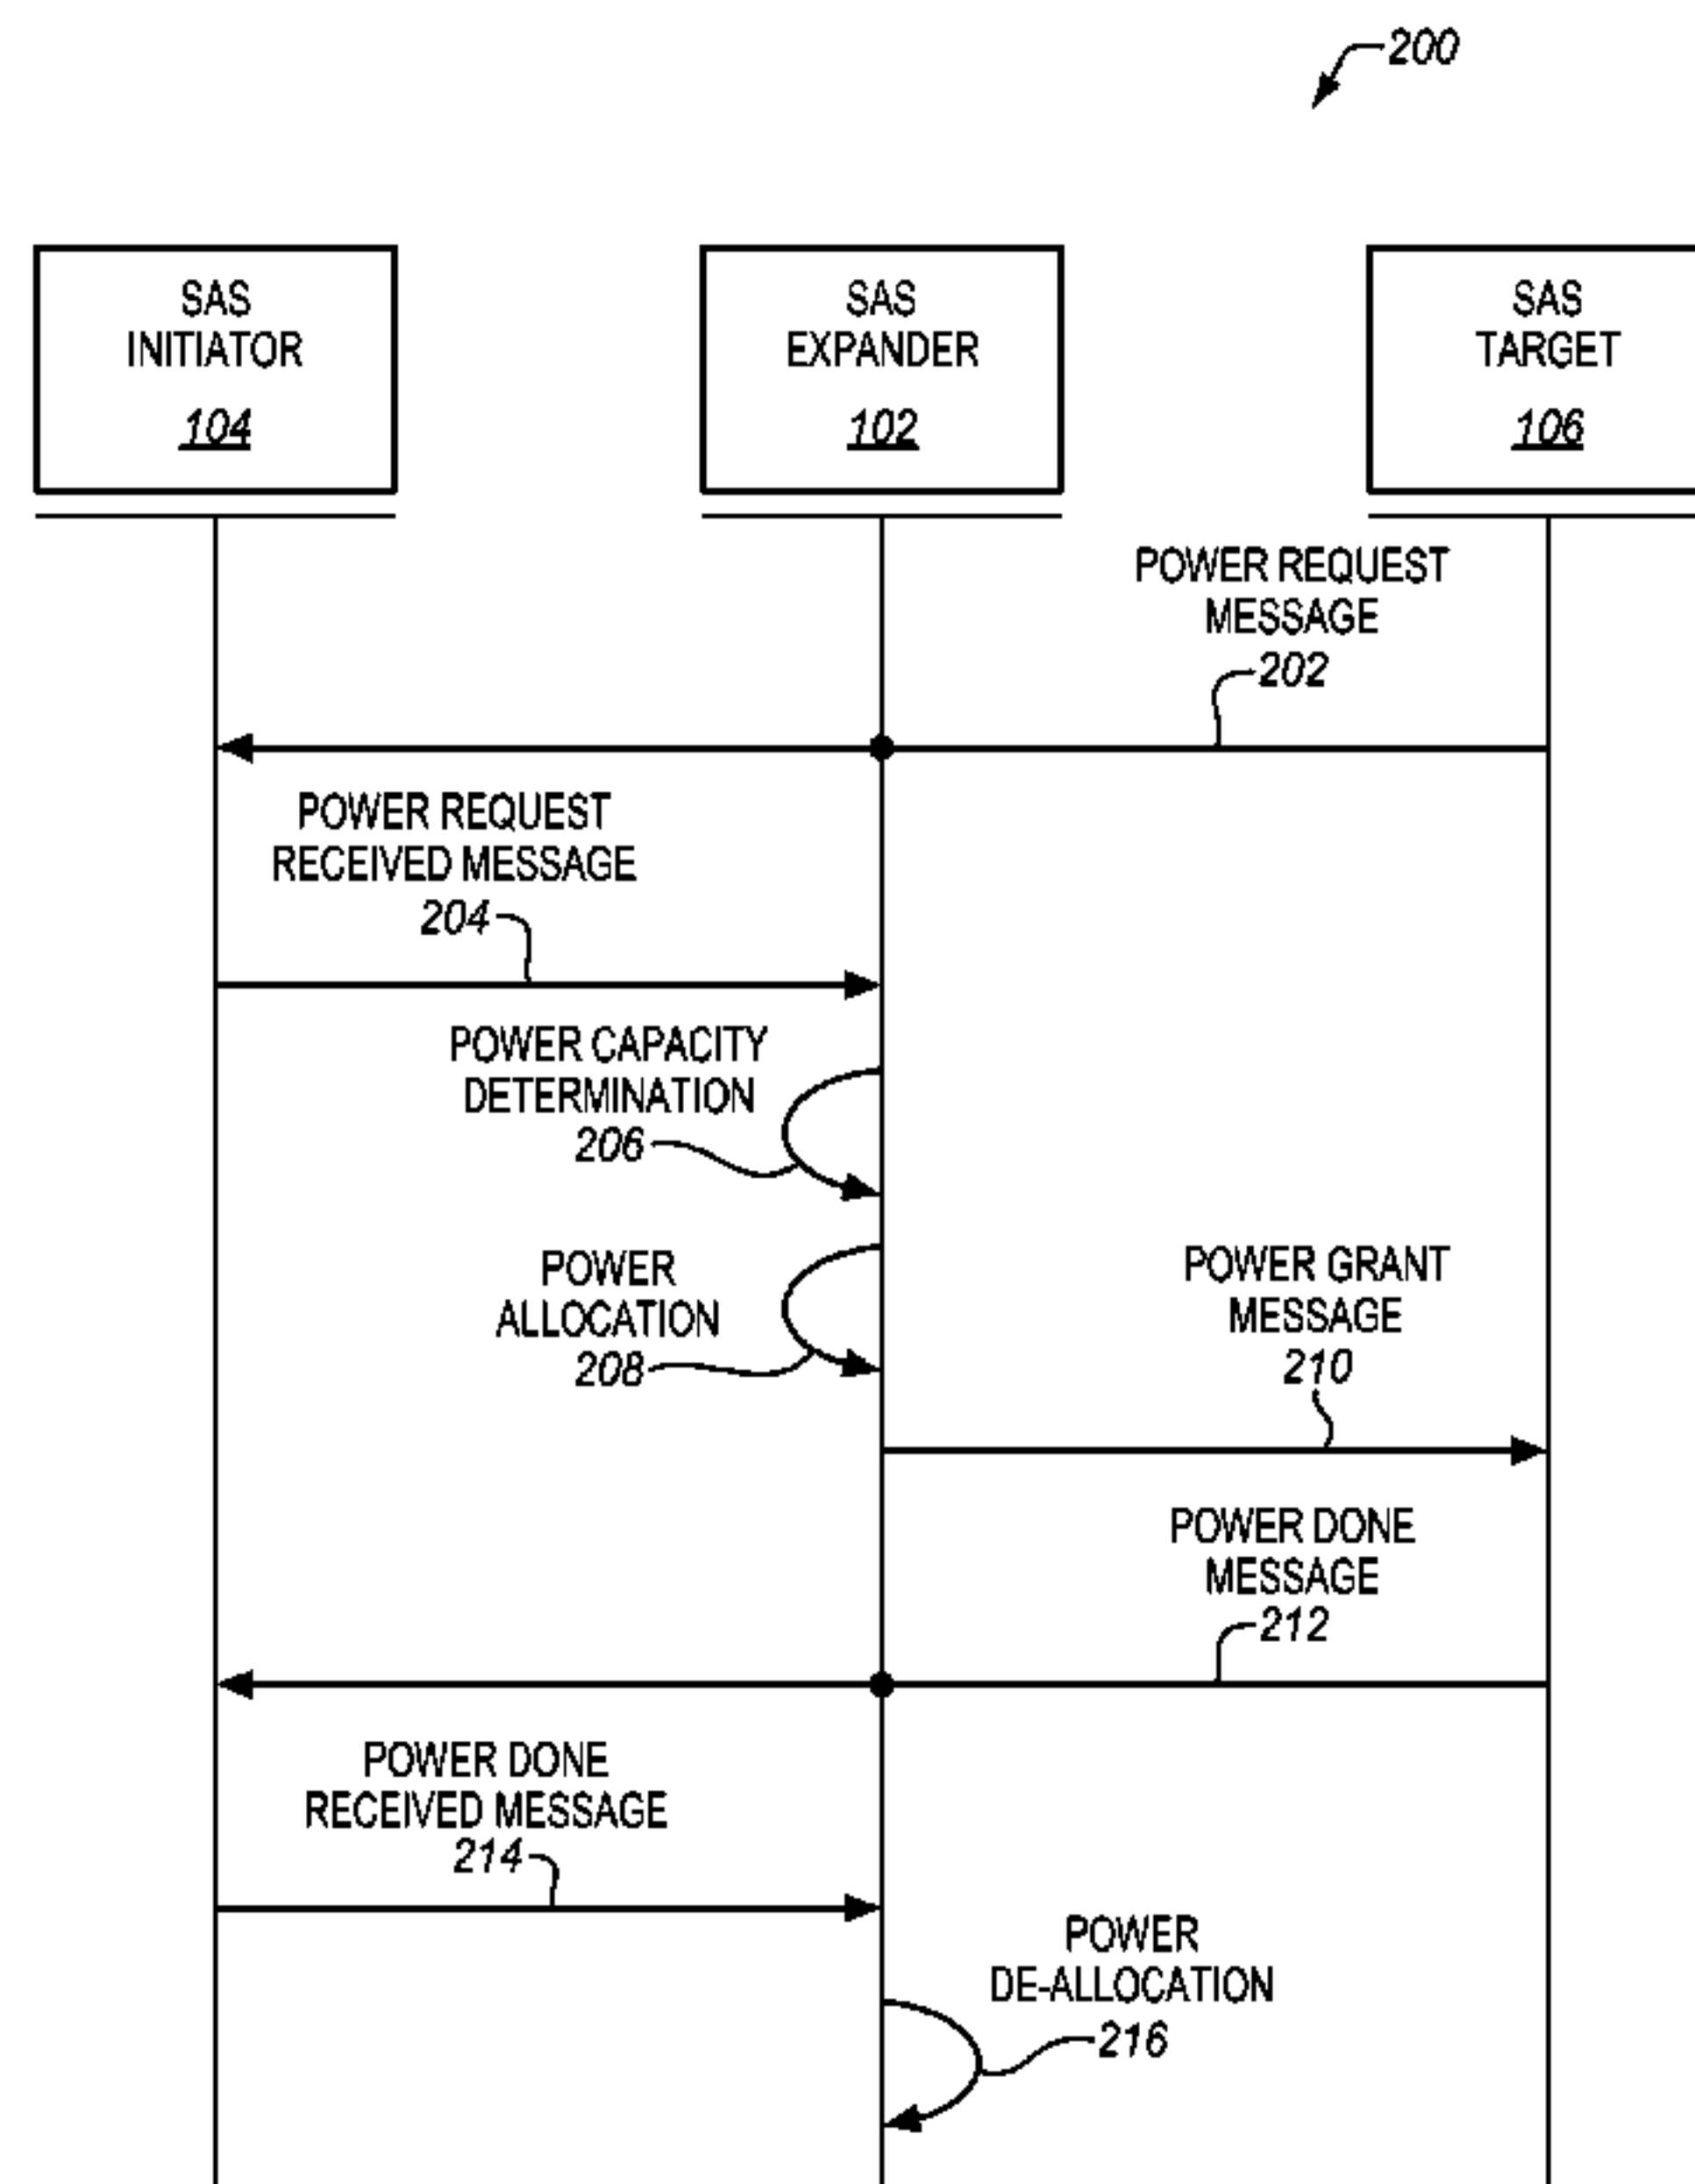 200
SAS
INITIATOR
104
SAS
EXPANDER
102
SAS
TARGET
106
POWER REQUEST
MESSAGE
202
POWER REQUEST
RECEIVED MESSAGE
204
POWER CAPACITY
DETERMINATION
206
POWER
ALLOCATION
208
POWER GRANT
MESSAGE
210
POWER DONE
MESSAGE
212
POWER DONE
RECEIVED MESSAGE
214
POWER
DE-ALLOCATION
216